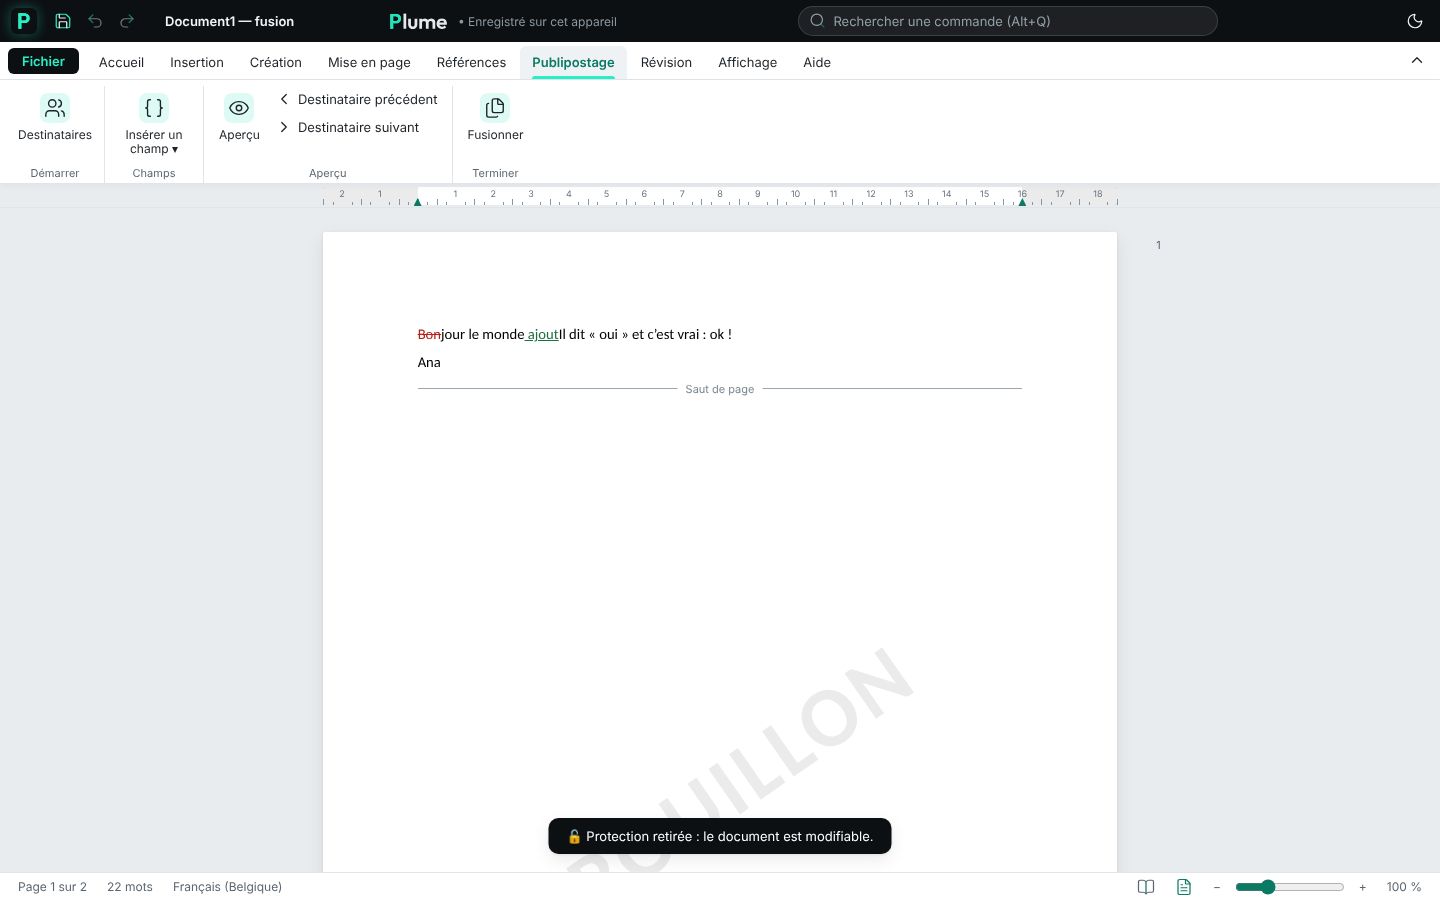 P Document1 — fusion Plume • Enregistré sur cet appareil Rechercher une commande (Alt+Q)
Fichier Accueil Insertion Création Mise en page Références Publipostage Révision Affichage Aide
Destinataires
Démarrer
Insérer un
champ ▾
Champs
Aperçu
Destinataire précédent
Destinataire suivant
Aperçu
Fusionner
Terminer
2 1 1 2 3 4 5 6 7 8 9 10 11 12 13 14 15 16 17 18
1
Bonjour le monde ajoutIl dit « oui » et c’est vrai : ok !
Ana
Saut de page
BROUILLON
🔓 Protection retirée : le document est modifiable.
Page 1 sur 2 22 mots Français (Belgique) − + 100 %